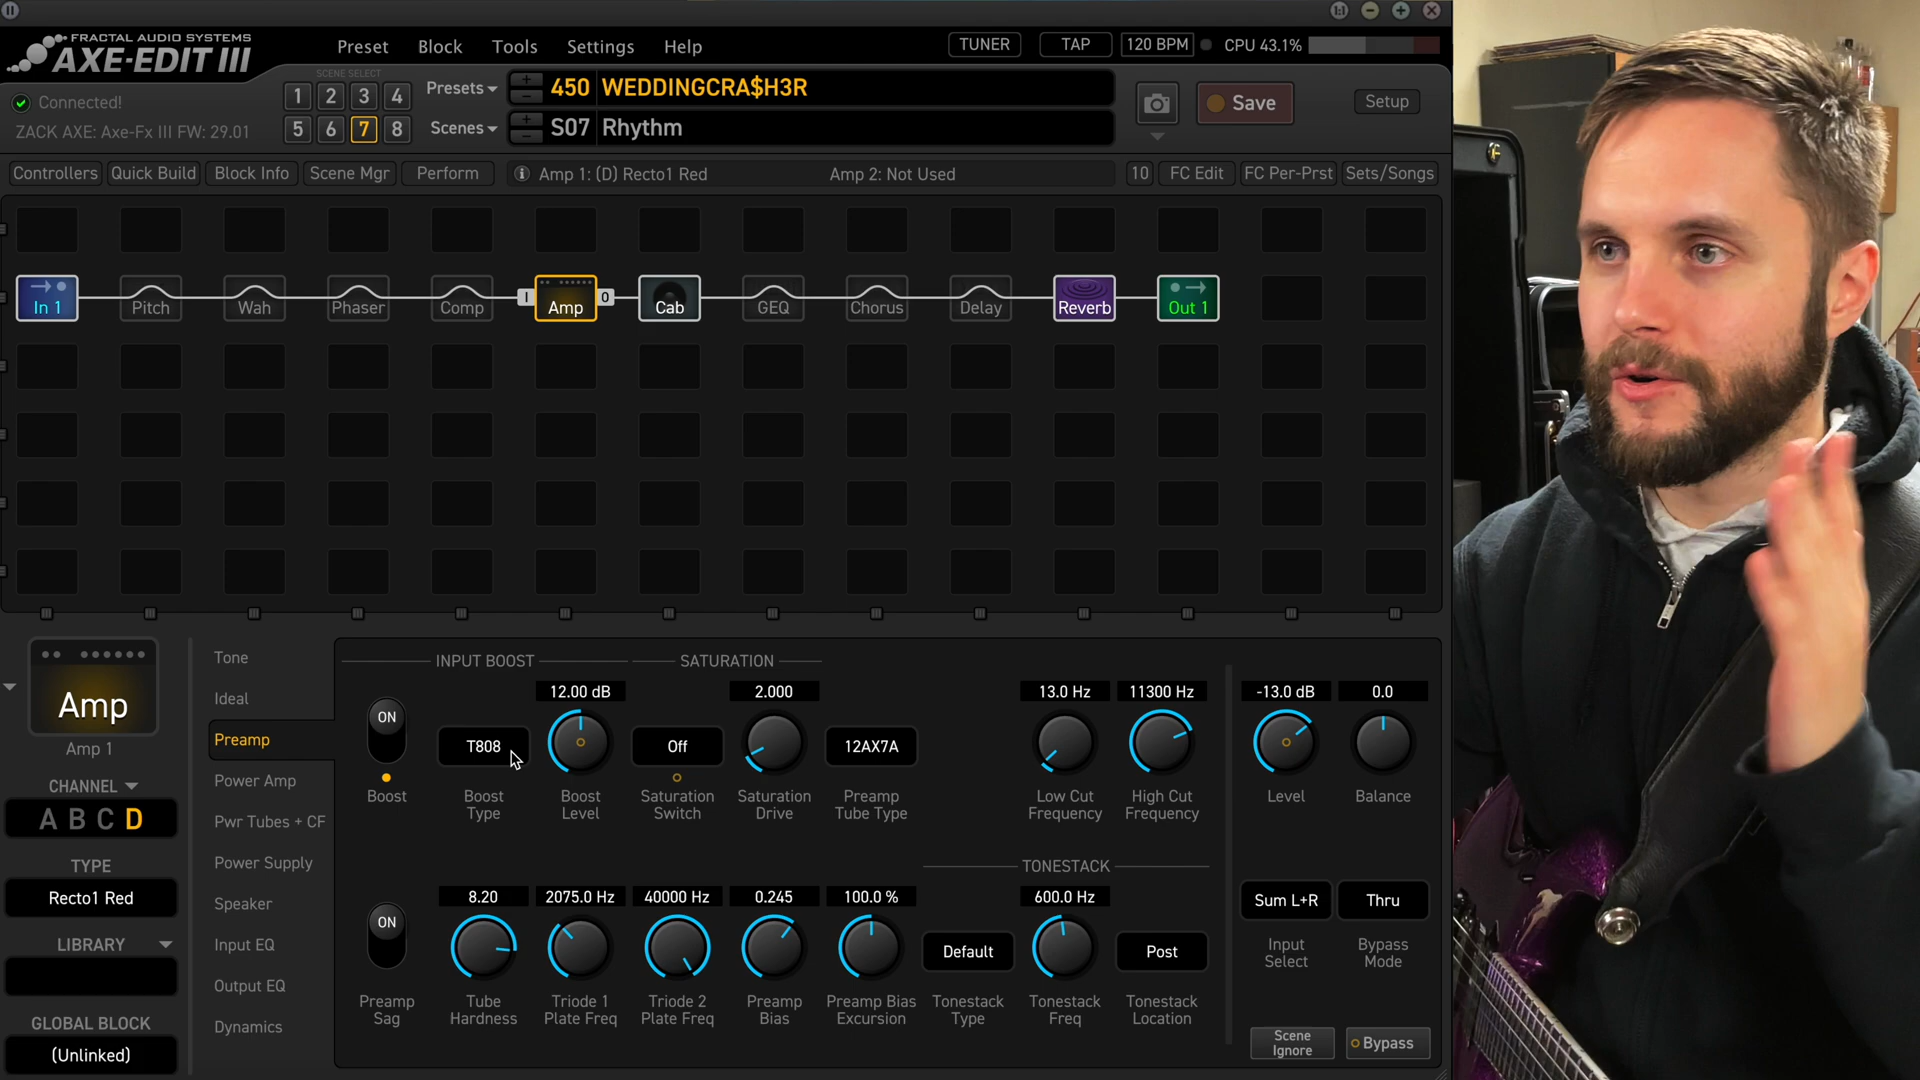 FRACTAL AUDIO SYSTEMS
AXE-EDIT III
Preset
Block
Tools
Settings
Help
TUNER
TAP
120 BPM
CPU 43.1%
1:1
Connected!
ZACK AXE: Axe-Fx III FW: 29.01
SCENE SELECT
1 2 3 4
5 6 7 8
Presets
450 WEDDINGCRA$H3R
Scenes
S07 Rhythm
Save
Setup
Controllers
Quick Build
Block Info
Scene Mgr
Perform
Amp 1: (D) Recto1 Red
Amp 2: Not Used
10
FC Edit
FC Per-Prst
Sets/Songs
In 1
Pitch
Wah
Phaser
Comp
I
Amp
O
Cab
GEQ
Chorus
Delay
Reverb
Out 1
Amp
Amp 1
CHANNEL
A B C D
TYPE
Recto1 Red
LIBRARY
GLOBAL BLOCK
(Unlinked)
Tone
Ideal
Preamp
Power Amp
Pwr Tubes + CF
Power Supply
Speaker
Input EQ
Output EQ
Dynamics
INPUT BOOST
SATURATION
ON
Boost
T808
Boost
Type
12.00 dB
Boost
Level
Off
Saturation
Switch
2.000
Saturation
Drive
12AX7A
Preamp
Tube Type
13.0 Hz
Low Cut
Frequency
11300 Hz
High Cut
Frequency
-13.0 dB
Level
0.0
Balance
TONESTACK
ON
Preamp
Sag
8.20
Tube
Hardness
2075.0 Hz
Triode 1
Plate Freq
40000 Hz
Triode 2
Plate Freq
0.245
Preamp
Bias
100.0 %
Preamp Bias
Excursion
Default
Tonestack
Type
600.0 Hz
Tonestack
Freq
Post
Tonestack
Location
Sum L+R
Input
Select
Thru
Bypass
Mode
Scene
Ignore
Bypass